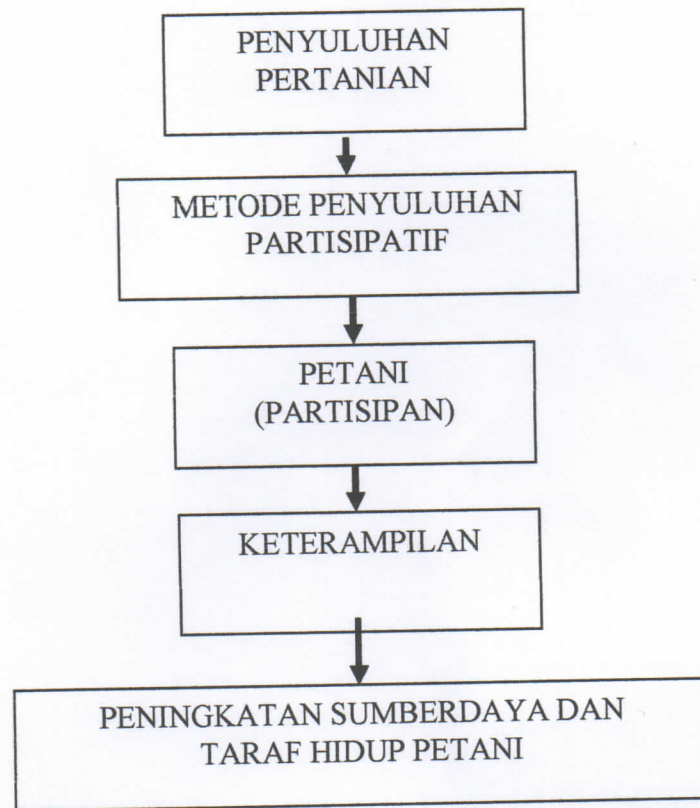 PENYULUHAN
PERTANIAN
METODE PENYULUHAN
PARTISIPATIF
PETANI
(PARTISIPAN)
KETERAMPILAN
PENINGKATAN SUMBERDAYA DAN
TARAF HIDUP PETANI